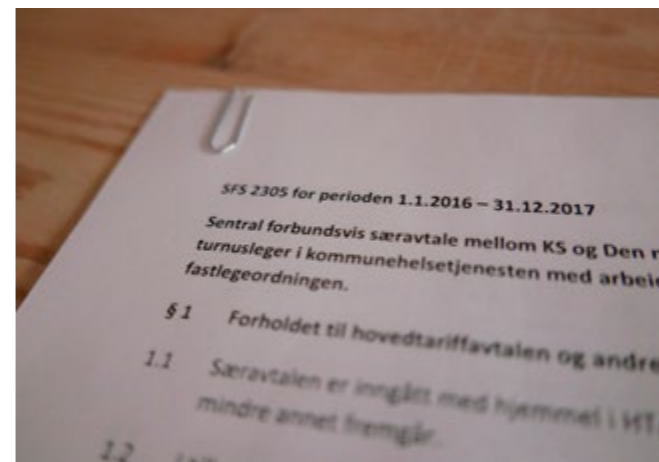 SFS 2305 for perioden 1.1.2016 – 31.12.2017
Sentral forbundsvis særavtale mellom KS og Den
turnusleger i kommunehelsetjenesten med arbeid
fastlegeordningen.
§ 1 Forholdet til hovedtariffavtalen og andre
1.1 Særavtalen er inngått med hjemmel i HT
mindre annet fremgår.
1.2